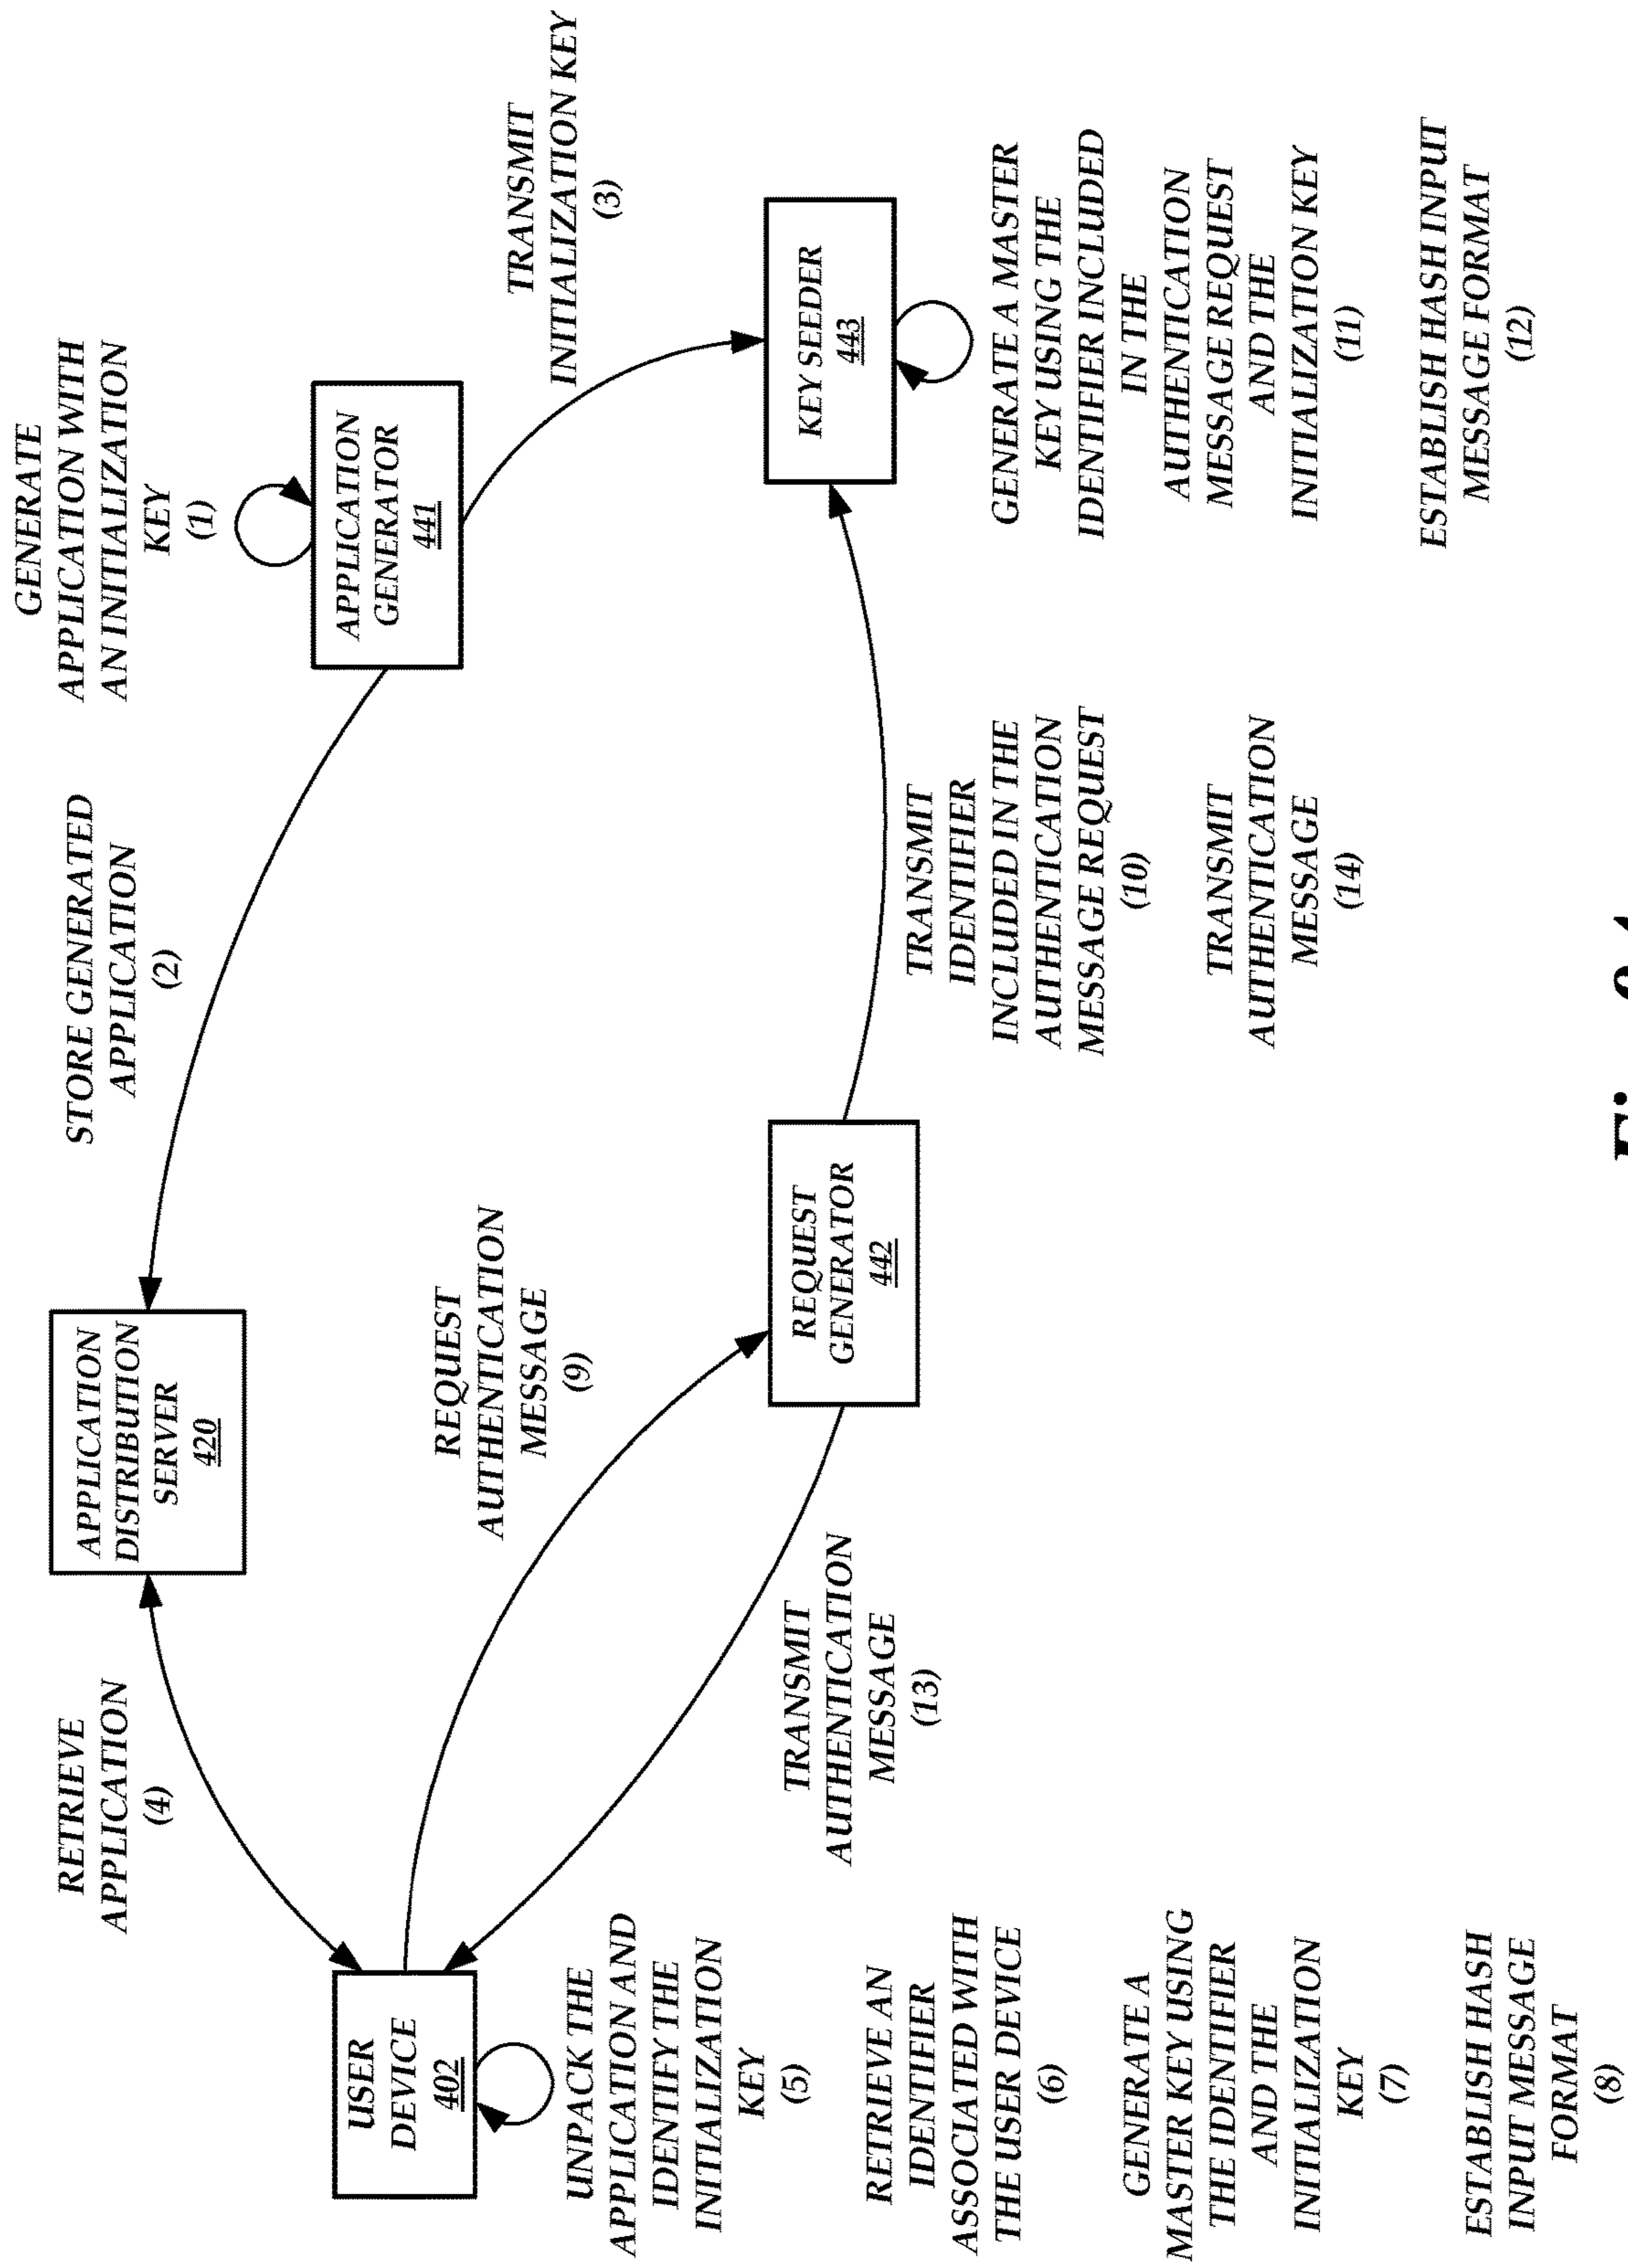 GENERATE
APPLICATION WITH
AN INITIALIZATION
KEY
(1)
STORE GENERATED
APPLICATION
(2)
RETRIEVE
APPLICATION
(4)
APPLICATION
DISTRIBUTION
SERVER
420
APPLICATION
GENERATOR
441
TRANSMIT
INITIALIZATION KEY
(3)
REQUEST
AUTHENTICATION
MESSAGE
(9)
USER
DEVICE
402
UNPACK THE
APPLICATION AND
IDENTIFY THE
INITIALIZATION
KEY
(5)
RETRIEVE AN
IDENTIFIER
ASSOCIATED WITH
THE USER DEVICE
(6)
GENERATE A
MASTER KEY USING
THE IDENTIFIER
AND THE
INITIALIZATION
KEY
(7)
ESTABLISH HASH
INPUT MESSAGE
FORMAT
(8)
TRANSMIT
AUTHENTICATION
MESSAGE
(13)
REQUEST
GENERATOR
442
TRANSMIT
IDENTIFIER
INCLUDED IN THE
AUTHENTICATION
MESSAGE REQUEST
(10)
TRANSMIT
AUTHENTICATION
MESSAGE
(14)
KEY SEEDER
443
GENERATE A MASTER
KEY USING THE
IDENTIFIER INCLUDED
IN THE
AUTHENTICATION
MESSAGE REQUEST
AND THE
INITIALIZATION KEY
(11)
ESTABLISH HASH INPUT
MESSAGE FORMAT
(12)